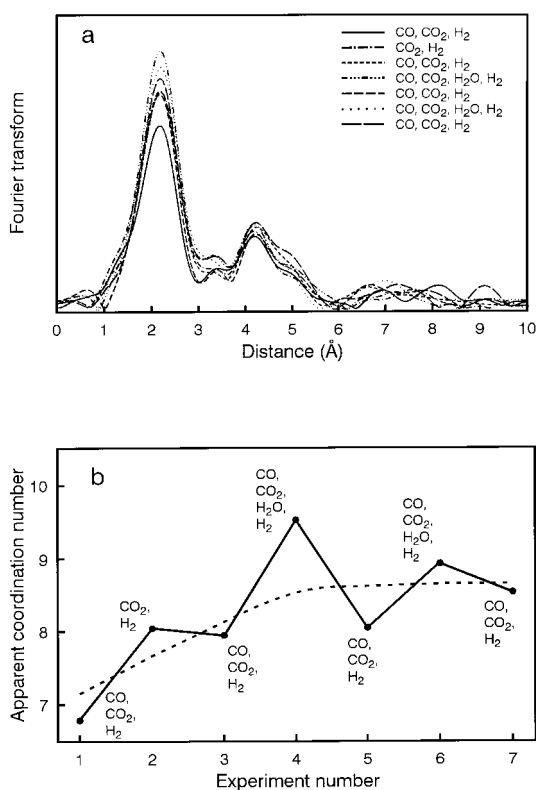 a
CO, CO₂, H₂
CO₂, H₂
CO, CO₂, H₂
CO, CO₂, H₂O, H₂
CO, CO₂, H₂
CO, CO₂, H₂O, H₂
CO, CO₂, H₂
Fourier transform
0 1 2 3 4 5 6 7 8 9 10
Distance (Å)
b
Apparent coordination number
10
9
8
7
CO,
CO₂,
H₂
CO₂,
H₂
CO,
CO₂,
H₂
CO,
CO₂,
H₂O,
H₂
CO,
CO₂,
H₂
CO,
CO₂,
H₂O,
H₂
CO,
CO₂,
H₂
1 2 3 4 5 6 7
Experiment number